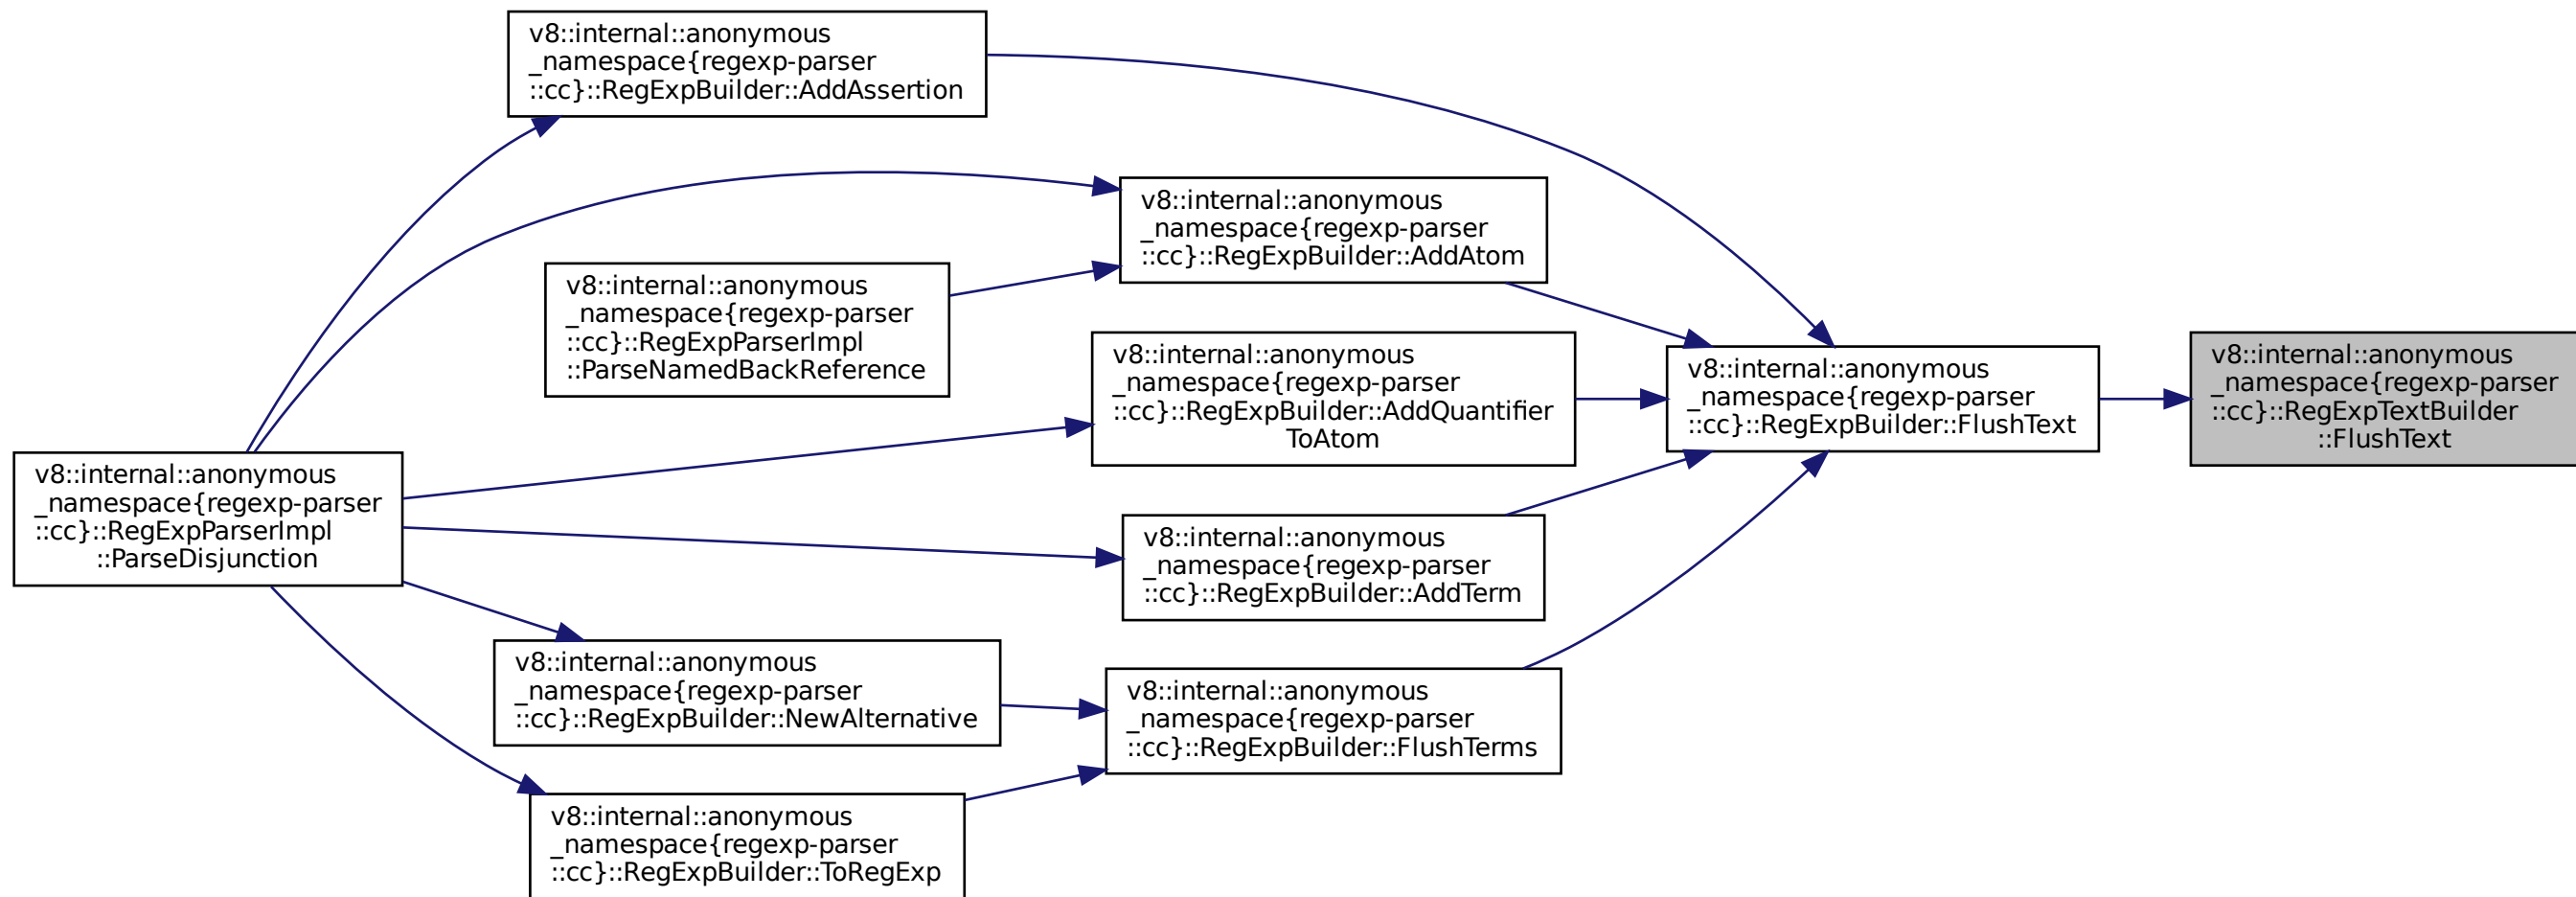 v8::internal::anonymous
_namespace{regexp-parser
::cc}::RegExpBuilder::AddAssertion
v8::internal::anonymous
_namespace{regexp-parser
::cc}::RegExpBuilder::AddAtom
v8::internal::anonymous
_namespace{regexp-parser
::cc}::RegExpParserImpl
::ParseNamedBackReference
v8::internal::anonymous
_namespace{regexp-parser
::cc}::RegExpBuilder::AddQuantifier
ToAtom
v8::internal::anonymous
_namespace{regexp-parser
::cc}::RegExpBuilder::FlushText
v8::internal::anonymous
_namespace{regexp-parser
::cc}::RegExpTextBuilder
::FlushText
v8::internal::anonymous
_namespace{regexp-parser
::cc}::RegExpParserImpl
::ParseDisjunction
v8::internal::anonymous
_namespace{regexp-parser
::cc}::RegExpBuilder::AddTerm
v8::internal::anonymous
_namespace{regexp-parser
::cc}::RegExpBuilder::NewAlternative
v8::internal::anonymous
_namespace{regexp-parser
::cc}::RegExpBuilder::FlushTerms
v8::internal::anonymous
_namespace{regexp-parser
::cc}::RegExpBuilder::ToRegExp